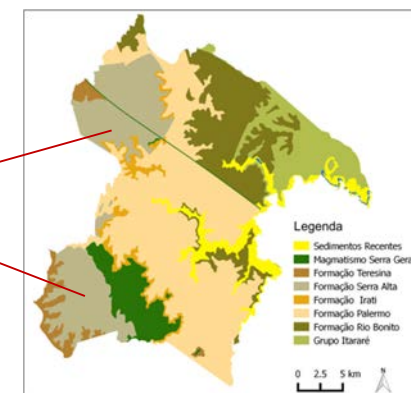 Legenda
Sedimentos Recentes
Magmatismo Serra Geral
Formação Teresina
Formação Serra Alta
Formação Irati
Formação Palermo
Formação Rio Bonito
Grupo Itararé
0 2.5 5 km
N